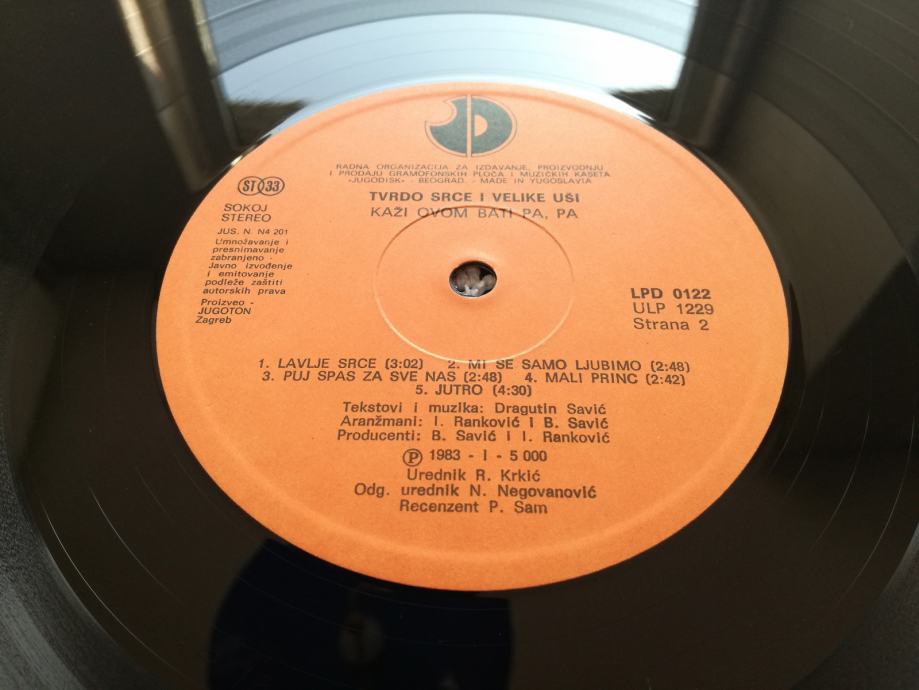 RADNA ORGANIZACIJA ZA IZDAVANJE, PROIZVODNJU
I PRODAJU GRAMOFONSKIH PLOČA I MUZIČKIH KASETA
«JUGODISK» - BEOGRAD. - MADE IN YUGOSLAVIA
TVRDO SRCE I VELIKE UŠI
KAŽI OVOM BATI PA, PA
ST 33
SOKOJ
STEREO
JUS. N. N4 201
Umnožavanje i
presnimavanje
zabranjeno -
Javno izvođenje
i emitovanje
podleže zaštiti
autorskih prava
Proizveo -
JUGOTON
Zagreb
LPD 0122
ULP 1229
Strana 2
1. LAVLJE SRCE (3:02) 2. MI SE SAMO LJUBIMO (2:48)
3. PUJ SPAS ZA SVE NAS (2:48) 4. MALI PRINC (2:42)
5. JUTRO (4:30)
Tekstovi i muzika: Dragutin Savić
Aranžmani: I. Ranković i B. Savić
Producenti: B. Savić i I. Ranković
Ⓟ 1983 - I - 5 000
Urednik R. Krkić
Odg. urednik N. Negovanović
Recenzent P. Sam